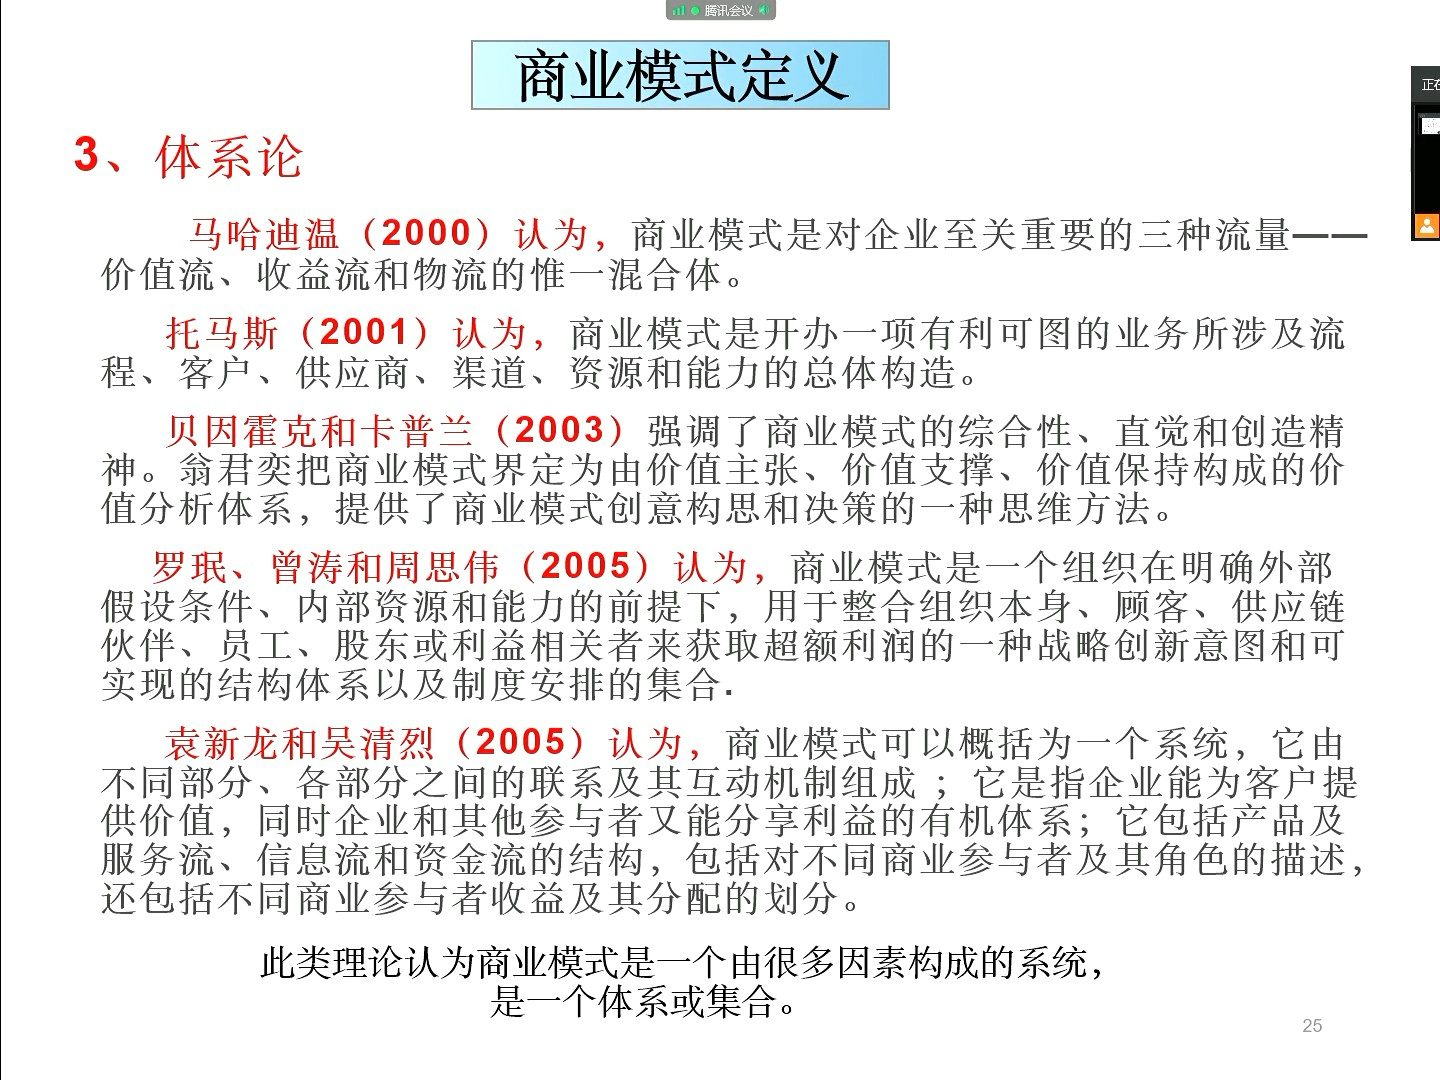 腾讯会议
商业模式定义
正在
3、体系论
马哈迪温（2000）认为，商业模式是对企业至关重要的三种流量——
价值流、收益流和物流的惟一混合体。
托马斯（2001）认为，商业模式是开办一项有利可图的业务所涉及流
程、客户、供应商、渠道、资源和能力的总体构造。
贝因霍克和卡普兰（2003）强调了商业模式的综合性、直觉和创造精
神。翁君奕把商业模式界定为由价值主张、价值支撑、价值保持构成的价
值分析体系，提供了商业模式创意构思和决策的一种思维方法。
罗珉、曾涛和周思伟（2005）认为，商业模式是一个组织在明确外部
假设条件、内部资源和能力的前提下，用于整合组织本身、顾客、供应链
伙伴、员工、股东或利益相关者来获取超额利润的一种战略创新意图和可
实现的结构体系以及制度安排的集合.
袁新龙和吴清烈（2005）认为，商业模式可以概括为一个系统，它由
不同部分、各部分之间的联系及其互动机制组成 ；它是指企业能为客户提
供价值，同时企业和其他参与者又能分享利益的有机体系；它包括产品及
服务流、信息流和资金流的结构，包括对不同商业参与者及其角色的描述，
还包括不同商业参与者收益及其分配的划分。
此类理论认为商业模式是一个由很多因素构成的系统，
是一个体系或集合。
25